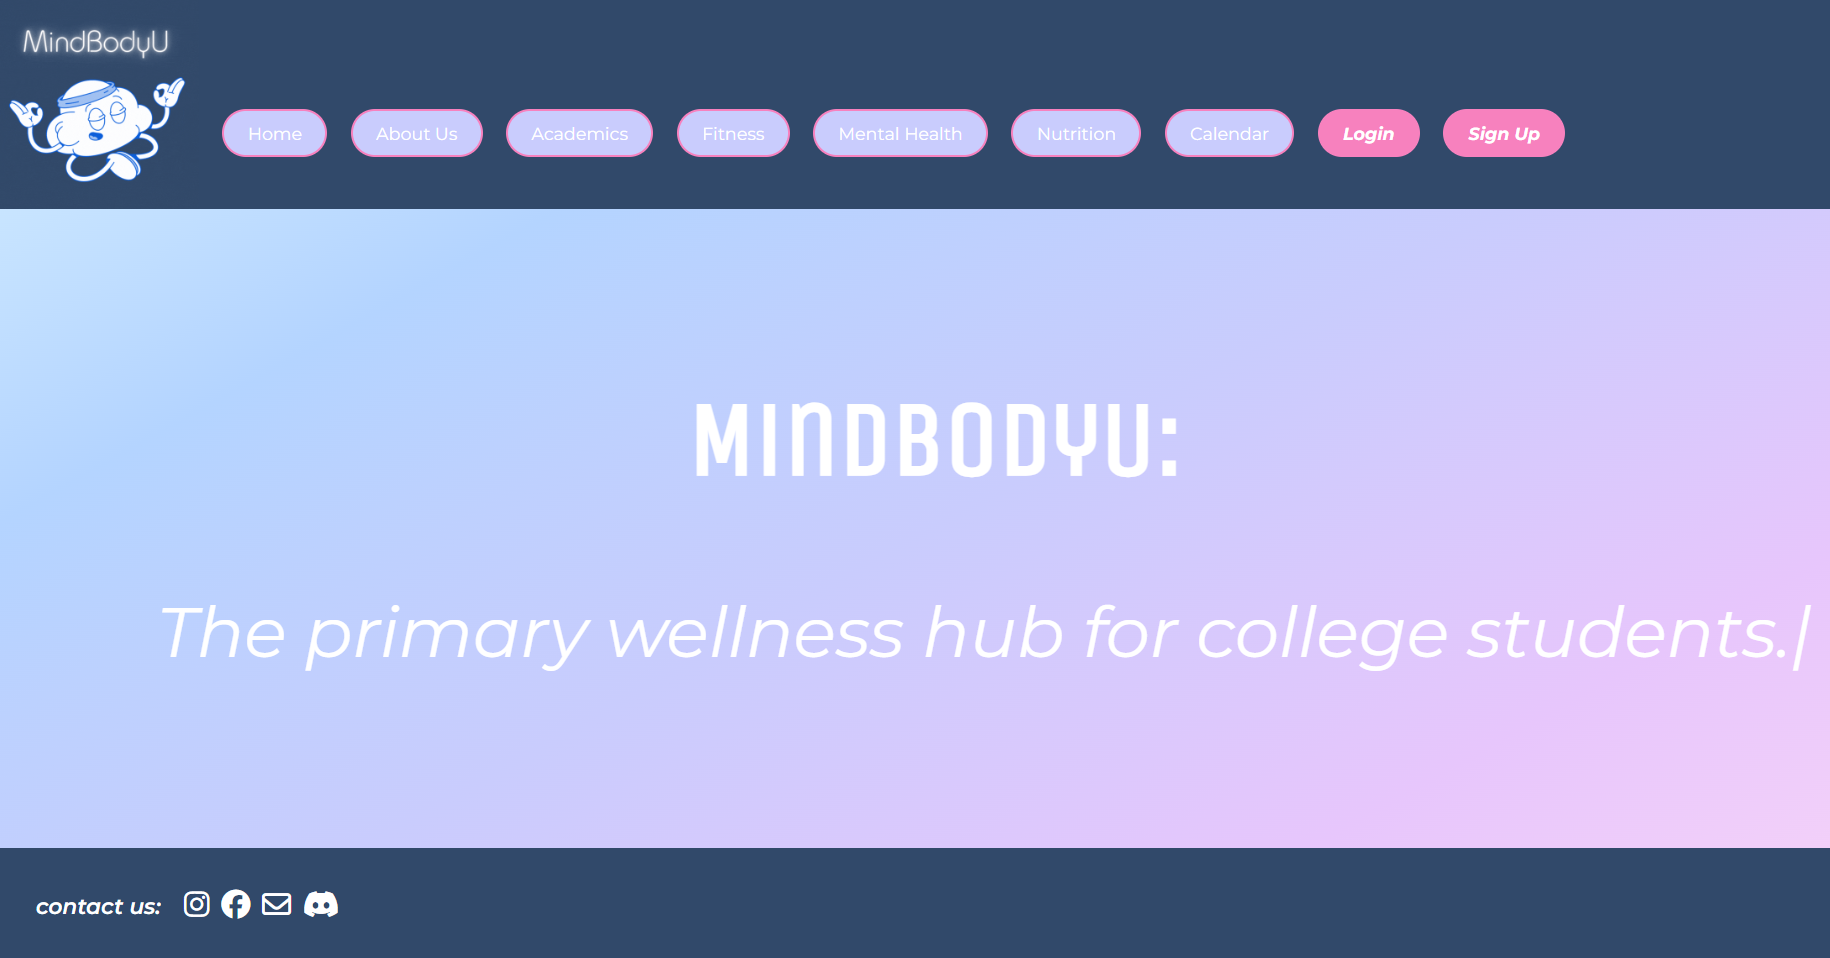 MindBodyU
Home About Us Academics Fitness Mental Health Nutrition Calendar Login Sign Up
MINDBODYU:
The primary wellness hub for college students.|
contact us: